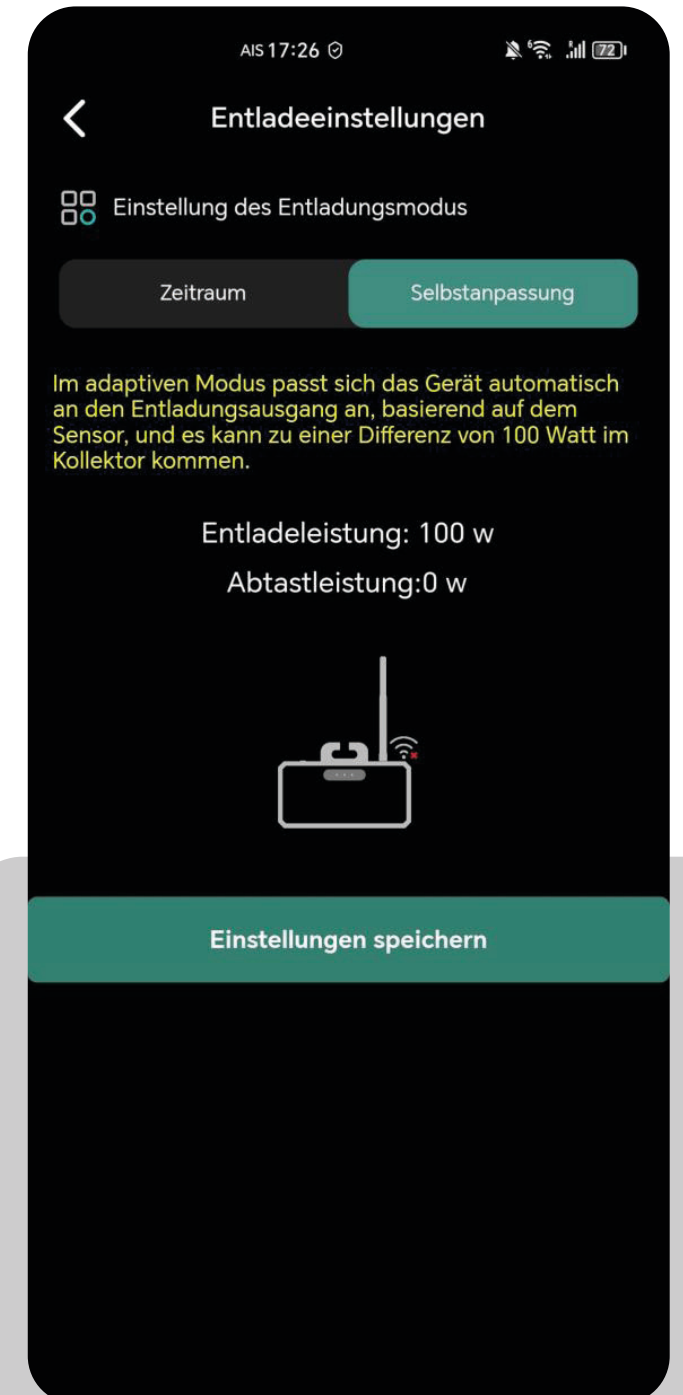 AIS 17:26 72
Entladeeinstellungen
Einstellung des Entladungsmodus
Zeitraum Selbstanpassung
Im adaptiven Modus passt sich das Gerät automatisch
an den Entladungsausgang an, basierend auf dem
Sensor, und es kann zu einer Differenz von 100 Watt im
Kollektor kommen.
Entladeleistung: 100 w
Abtastleistung:0 w
Einstellungen speichern